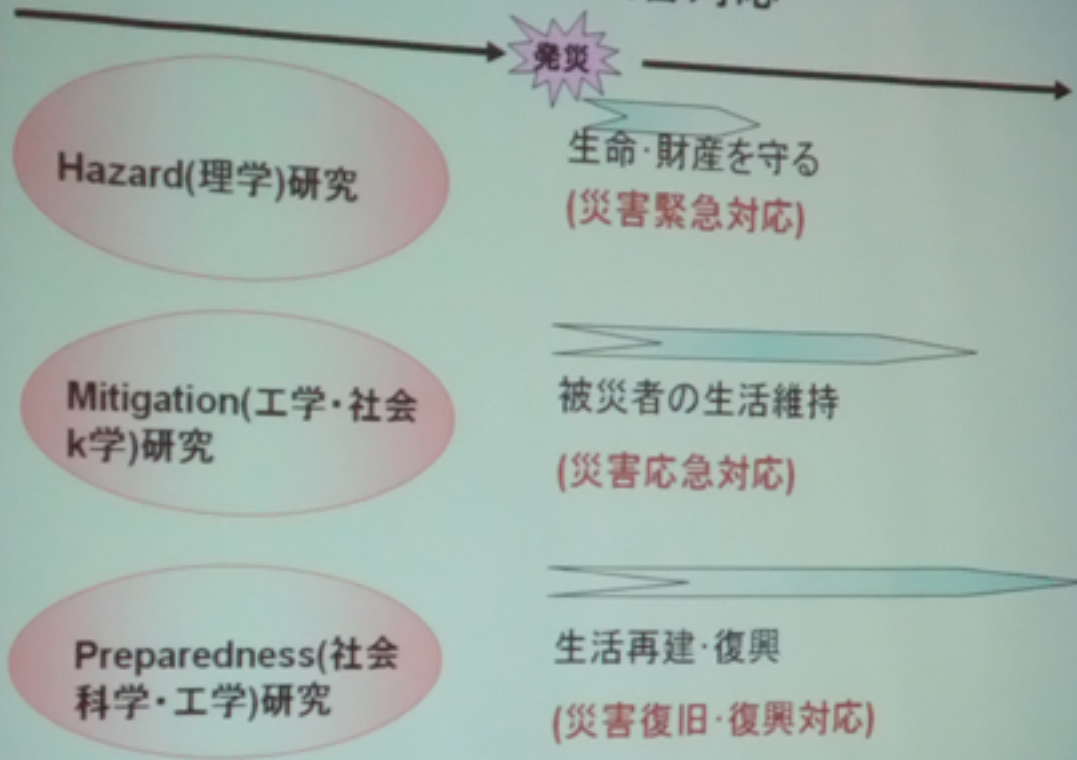 対応
発災
Hazard(理学)研究
生命・財産を守る
(災害緊急対応)
Mitigation(工学・社会
k学)研究
被災者の生活維持
(災害応急対応)
Preparedness(社会
科学・工学)研究
生活再建・復興
(災害復旧・復興対応)